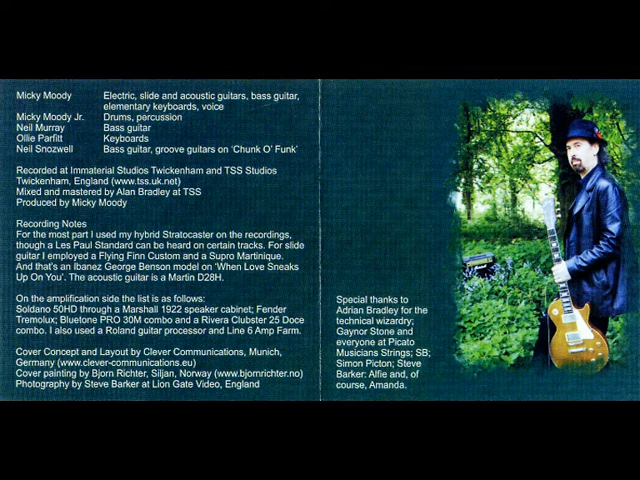 Micky Moody Electric, slide and acoustic guitars, bass guitar,
elementary keyboards, voice
Micky Moody Jr. Drums, percussion
Neil Murray Bass guitar
Ollie Parfitt Keyboards
Neil Snozwell Bass guitar, groove guitars on 'Chunk O' Funk'
Recorded at Immaterial Studios Twickenham and TSS Studios
Twickenham, England (www.tss.uk.net)
Mixed and mastered by Alan Bradley at TSS
Produced by Micky Moody
Recording Notes
For the most part I used my hybrid Stratocaster on the recordings,
though a Les Paul Standard can be heard on certain tracks. For slide
guitar I employed a Flying Finn Custom and a Supro Martinique.
And that's an Ibanez George Benson model on 'When Love Sneaks
Up On You'. The acoustic guitar is a Martin D28H.
On the amplification side the list is as follows:
Soldano 50HD through a Marshall 1922 speaker cabinet; Fender
Tremolux; Bluetone PRO 30M combo and a Rivera Clubster 25 Doce
combo. I also used a Roland guitar processor and Line 6 Amp Farm.
Cover Concept and Layout by Clever Communications, Munich,
Germany (www.clever-communications.eu)
Cover painting by Bjorn Richter, Siljan, Norway (www.bjornrichter.no)
Photography by Steve Barker at Lion Gate Video, England
Special thanks to
Adrian Bradley for the
technical wizardry;
Gaynor Stone and
everyone at Picato
Musicians Strings; SB;
Simon Picton; Steve
Barker; Alfie and, of
course, Amanda.